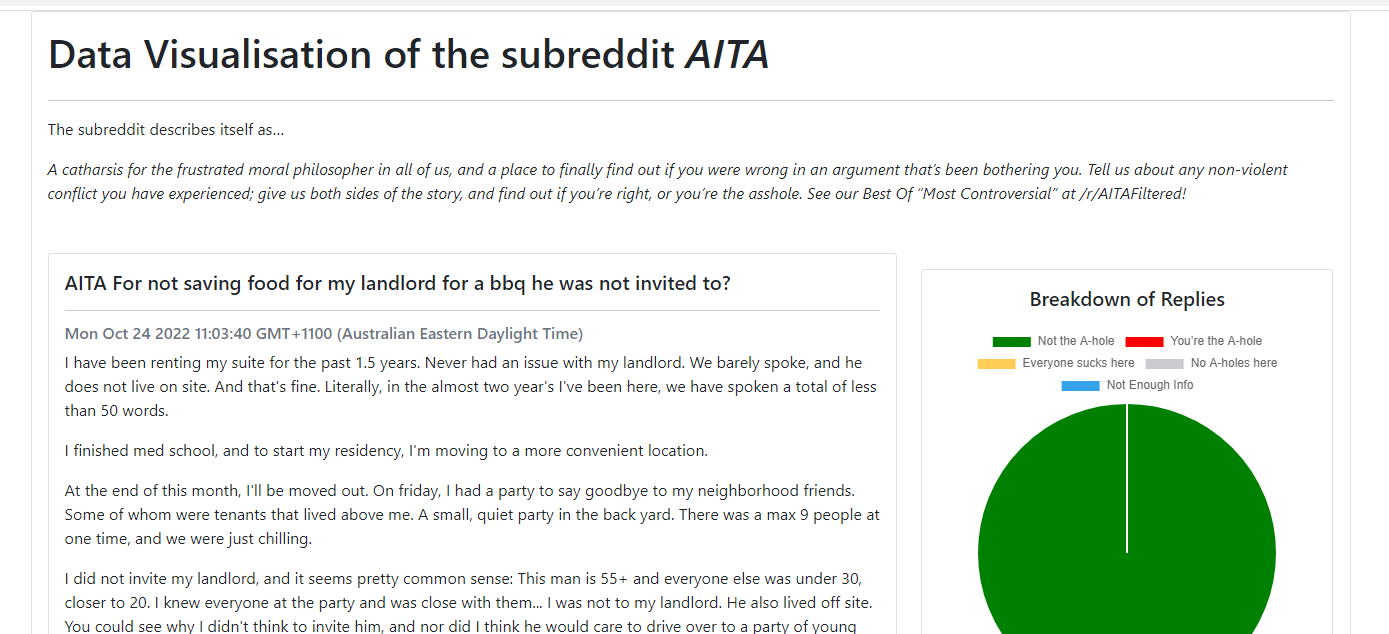 Data Visualisation of the subreddit AITA
The subreddit describes itself as...
A catharsis for the frustrated moral philosopher in all of us, and a place to finally find out if you were wrong in an argument that’s been bothering you. Tell us about any non-violent
conflict you have experienced; give us both sides of the story, and find out if you’re right, or you’re the asshole. See our Best Of “Most Controversial” at /r/AITAFiltered!
AITA For not saving food for my landlord for a bbq he was not invited to?
Mon Oct 24 2022 11:03:40 GMT+1100 (Australian Eastern Daylight Time)
I have been renting my suite for the past 1.5 years. Never had an issue with my landlord. We barely spoke, and he
does not live on site. And that's fine. Literally, in the almost two year's I've been here, we have spoken a total of less
than 50 words.
I finished med school, and to start my residency, I'm moving to a more convenient location.
At the end of this month, I'll be moved out. On friday, I had a party to say goodbye to my neighborhood friends.
Some of whom were tenants that lived above me. A small, quiet party in the back yard. There was a max 9 people at
one time, and we were just chilling.
I did not invite my landlord, and it seems pretty common sense: This man is 55+ and everyone else was under 30,
closer to 20. I knew everyone at the party and was close with them... I was not to my landlord. He also lived off site.
You could see why I didn't think to invite him, and nor did I think he would care to drive over to a party of young
Breakdown of Replies
Not the A-hole
You're the A-hole
Everyone sucks here
No A-holes here
Not Enough Info